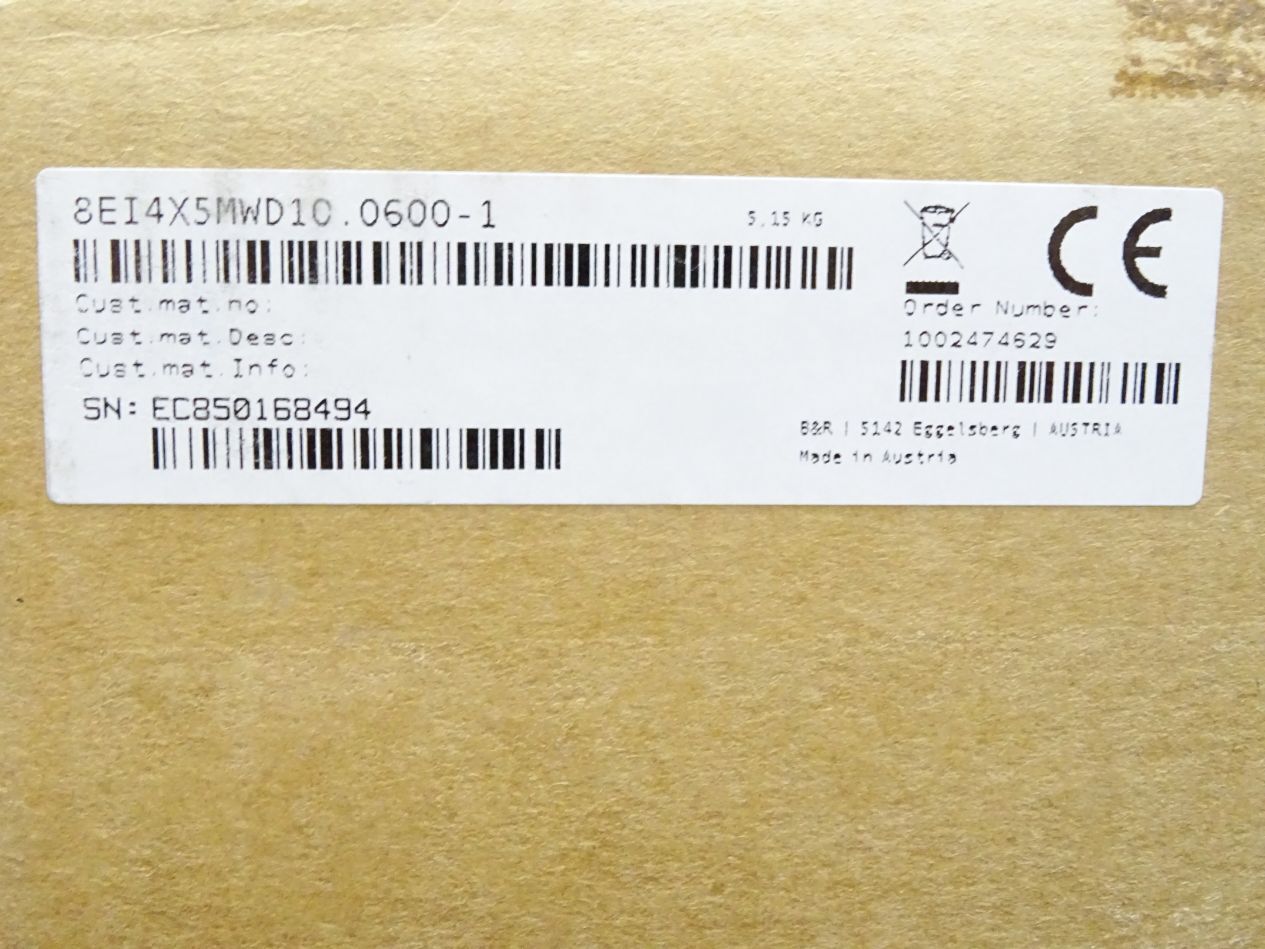 8EI4X5MWD10.0600-1
5,15 KG
CE
Cust.mat.no:
Cust.mat.Desc:
Cust.mat.Info:
Order Number:
1002474629
SN: EC850168494
B&R | 5142 Eggelsberg | AUSTRIA
Made in Austria